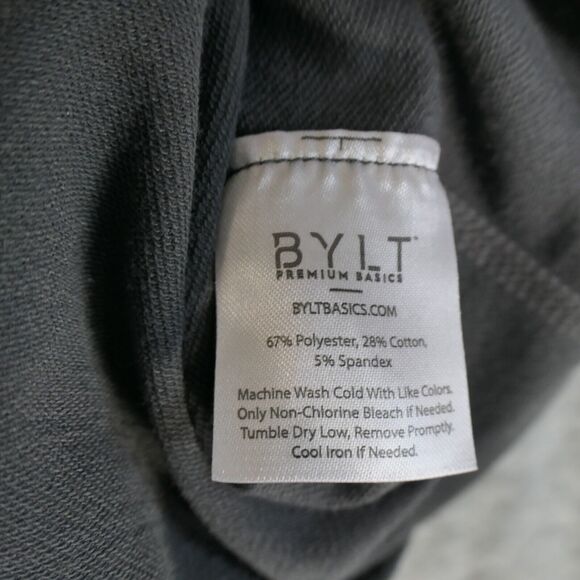 BYLT™
PREMIUM BASICS
BYLTBASICS.COM
67% Polyester, 28% Cotton,
5% Spandex
Machine Wash Cold With Like Colors.
Only Non-Chlorine Bleach if Needed.
Tumble Dry Low, Remove Promptly.
Cool Iron If Needed.